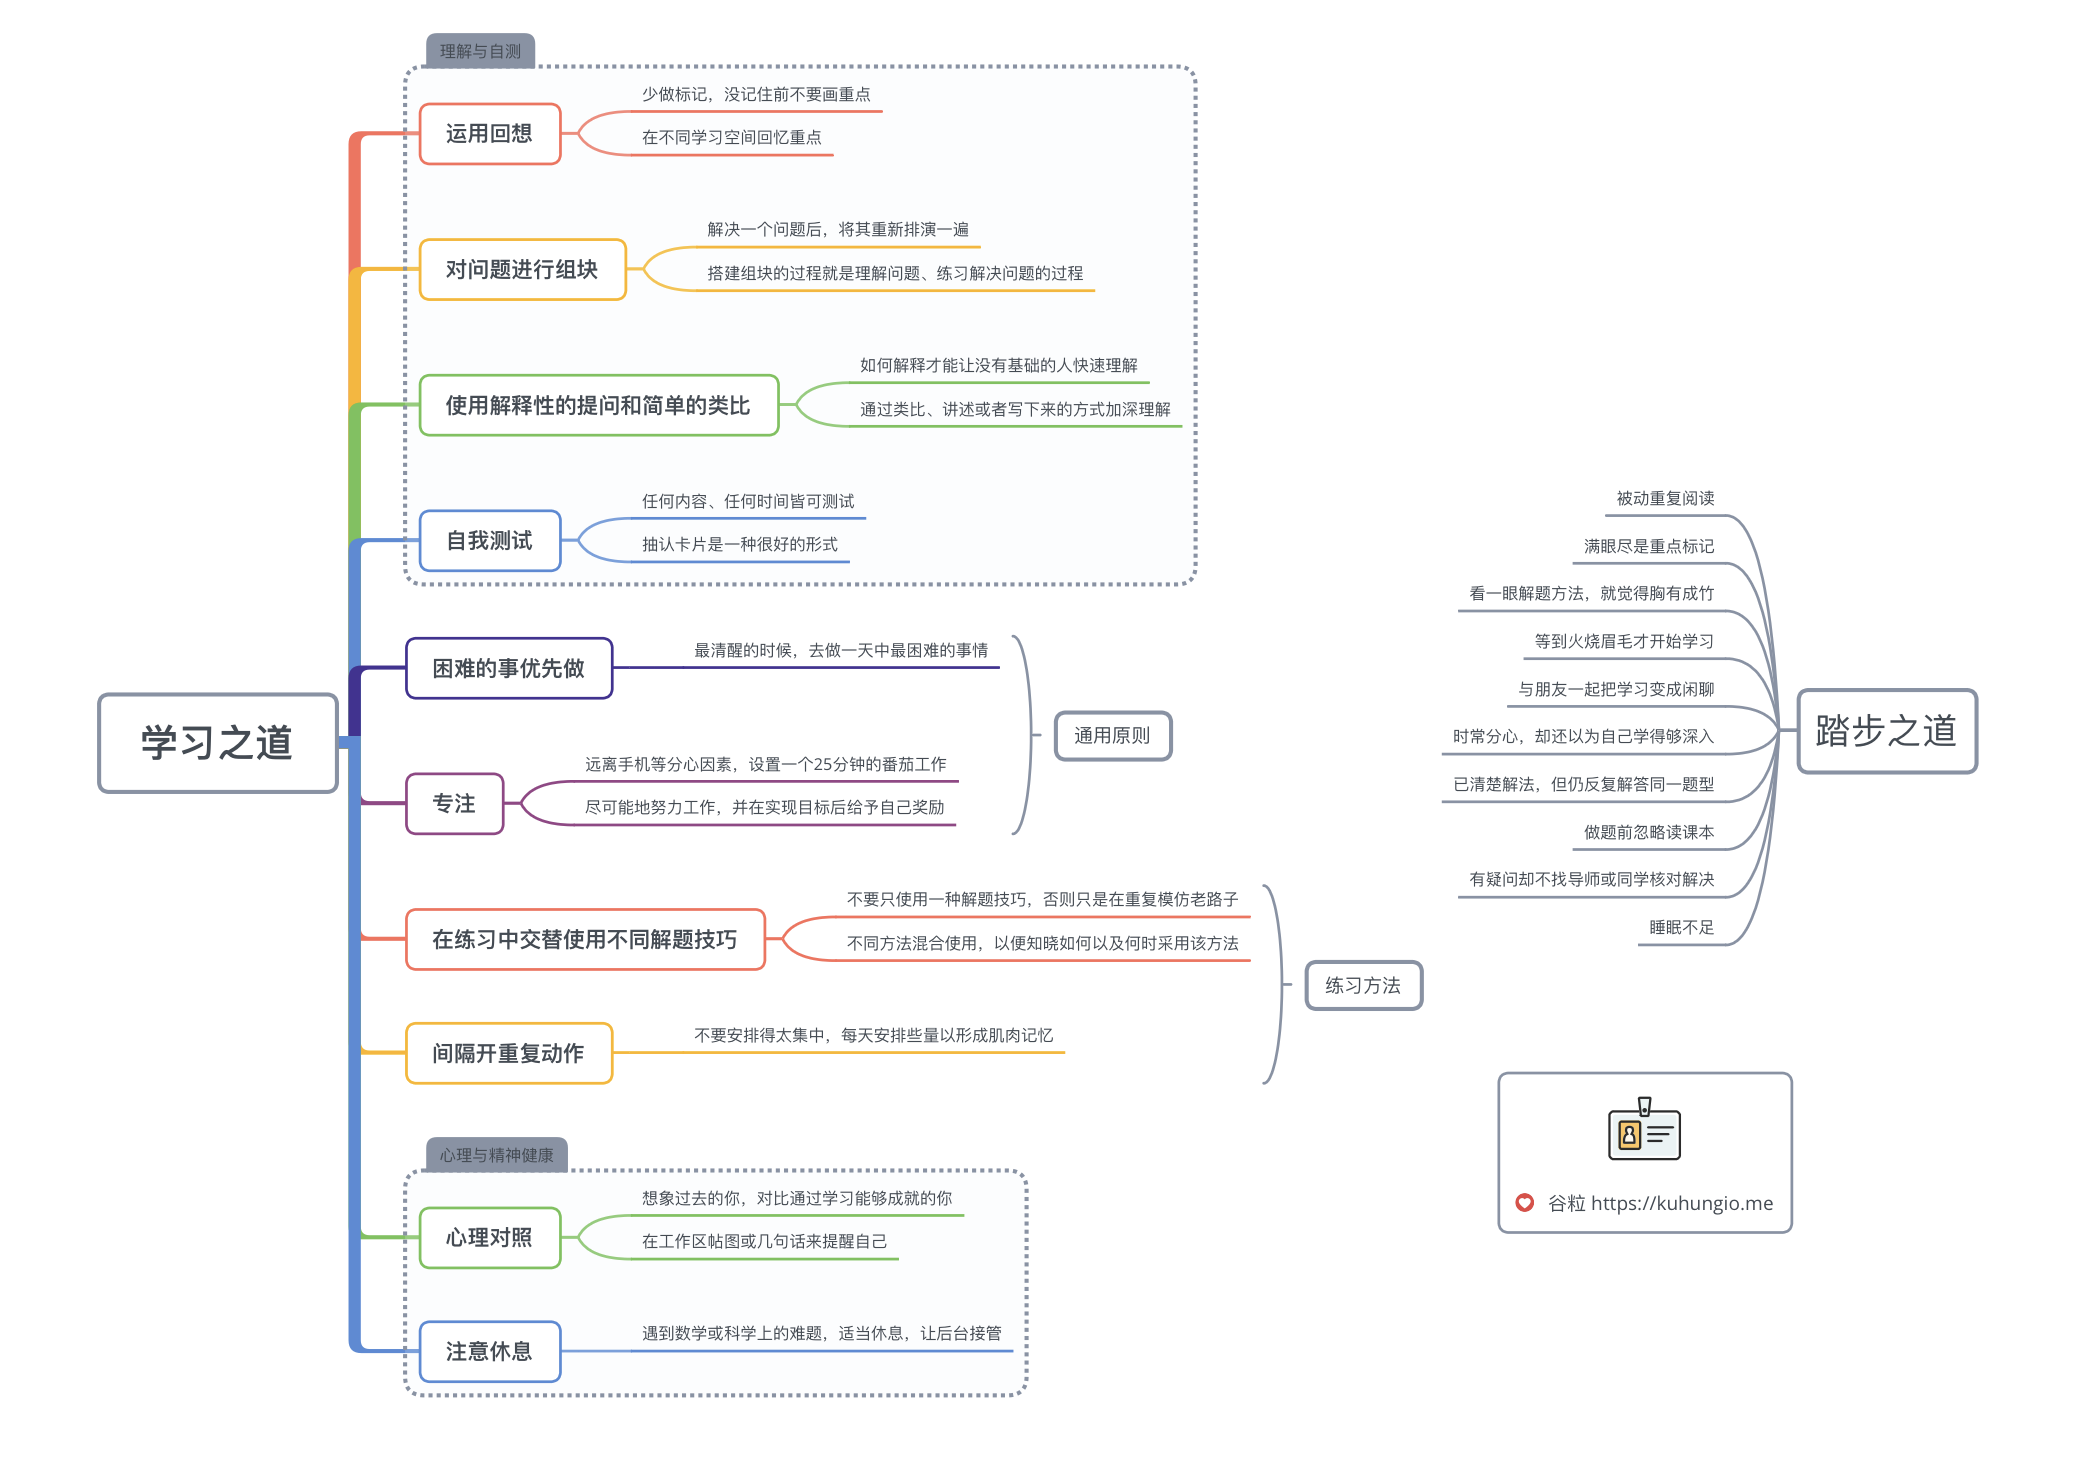 学习之道
理解与自测
运用回想
少做标记，没记住前不要画重点
在不同学习空间回忆重点
对问题进行组块
解决一个问题后，将其重新排演一遍
搭建组块的过程就是理解问题、练习解决问题的过程
使用解释性的提问和简单的类比
如何解释才能让没有基础的人快速理解
通过类比、讲述或者写下来的方式加深理解
自我测试
任何内容、任何时间皆可测试
抽认卡片是一种很好的形式
困难的事优先做
最清醒的时候，去做一天中最困难的事情
专注
远离手机等分心因素，设置一个25分钟的番茄工作
尽可能地努力工作，并在实现目标后给予自己奖励
通用原则
在练习中交替使用不同解题技巧
不要只使用一种解题技巧，否则只是在重复模仿老路子
不同方法混合使用，以便知晓如何以及何时采用该方法
间隔开重复动作
不要安排得太集中，每天安排些量以形成肌肉记忆
练习方法
心理与精神健康
心理对照
想象过去的你，对比通过学习能够成就的你
在工作区帖图或几句话来提醒自己
注意休息
遇到数学或科学上的难题，适当休息，让后台接管
踏步之道
被动重复阅读
满眼尽是重点标记
看一眼解题方法，就觉得胸有成竹
等到火烧眉毛才开始学习
与朋友一起把学习变成闲聊
时常分心，却还以为自己学得够深入
已清楚解法，但仍反复解答同一题型
做题前忽略读课本
有疑问却不找导师或同学核对解决
睡眠不足
谷粒 https://kuhungio.me